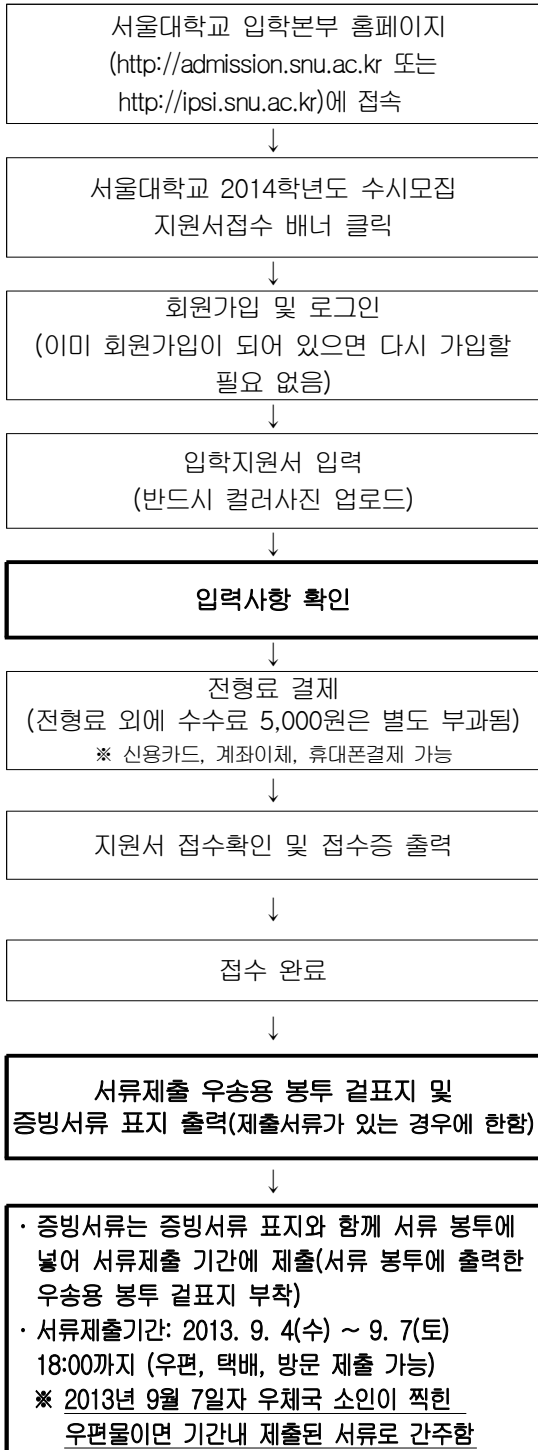 서울대학교 입학본부 홈페이지
(http://admission.snu.ac.kr 또는
http://ipsi.snu.ac.kr)에 접속
↓
서울대학교 2014학년도 수시모집
지원서접수 배너 클릭
↓
회원가입 및 로그인
(이미 회원가입이 되어 있으면 다시 가입할
필요 없음)
↓
입학지원서 입력
(반드시 컬러사진 업로드)
↓
입력사항 확인
↓
전형료 결제
(전형료 외에 수수료 5,000원은 별도 부과됨)
※ 신용카드, 계좌이체, 휴대폰결제 가능
↓
지원서 접수확인 및 접수증 출력
↓
접수 완료
↓
서류제출 우송용 봉투 겉표지 및
증빙서류 표지 출력(제출서류가 있는 경우에 한함)
↓
· 증빙서류는 증빙서류 표지와 함께 서류 봉투에
넣어 서류제출 기간에 제출(서류 봉투에 출력한
우송용 봉투 겉표지 부착)
· 서류제출기간: 2013. 9. 4(수) ~ 9. 7(토)
18:00까지 (우편, 택배, 방문 제출 가능)
※ 2013년 9월 7일자 우체국 소인이 찍힌
우편물이면 기간내 제출된 서류로 간주함